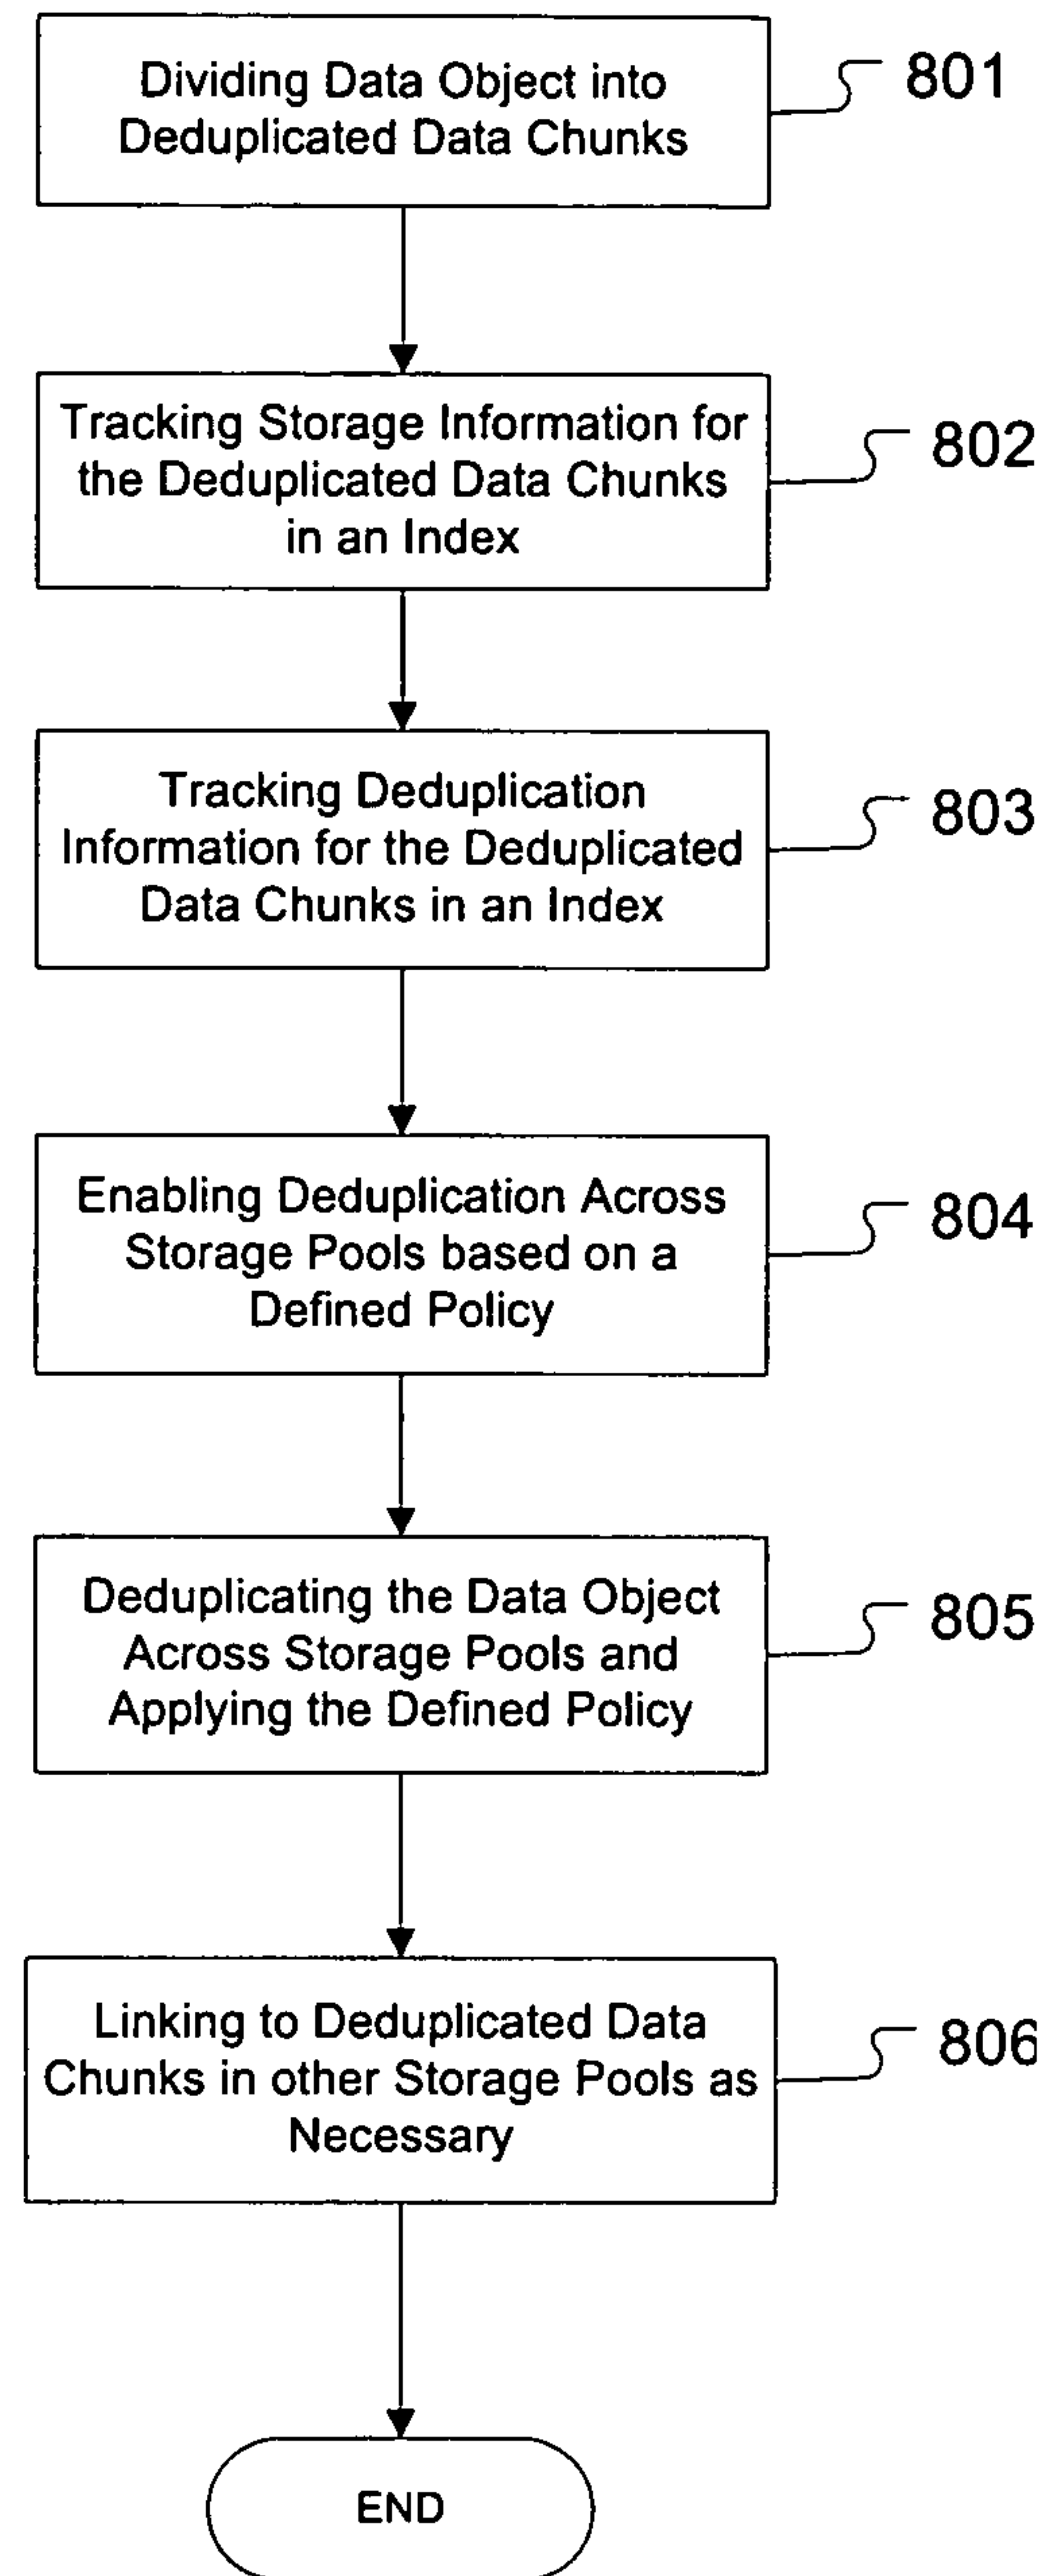 Dividing Data Object into
Deduplicated Data Chunks
801
Tracking Storage Information for
the Deduplicated Data Chunks
in an Index
802
Tracking Deduplication
Information for the Deduplicated
Data Chunks in an Index
803
Enabling Deduplication Across
Storage Pools based on a
Defined Policy
804
Deduplicating the Data Object
Across Storage Pools and
Applying the Defined Policy
805
Linking to Deduplicated Data
Chunks in other Storage Pools as
Necessary
806
END